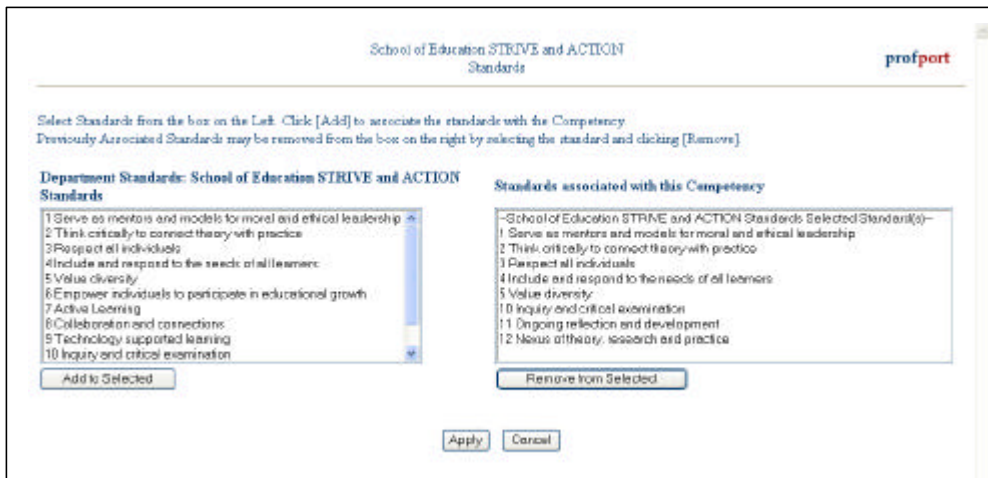 School of Education STRIVE and ACTION
Standards
profport
Select Standards from the box on the Left. Click [Add] to associate the standards with the Competency.
Previously Associated Standards may be removed from the box on the right by selecting the standard and clicking [Remove]
Department Standards: School of Education STRIVE and ACTION
Standards
1 Serve as mentors and models for moral and ethical leadership
2 Think critically to connect theory with practice
3 Respect all individuals
4 Include and respond to the needs of all learners
5 Value diversity
6 Empower individuals to participate in educational growth
7 Active Learning
8 Collaboration and connections
9 Technology supported learning
10 Inquiry and critical examination
Add to Selected
Standards associated with this Competency
--School of Education STRIVE and ACTION Standards Selected Standard(s)--
1 Serve as mentors and models for moral and ethical leadership
2 Think critically to connect theory with practice
3 Respect all individuals
4 Include and respond to the needs of all learners
5 Value diversity
10 Inquiry and critical examination
11 Ongoing reflection and development
12 Nexus of theory, research and practice
Remove from Selected
Apply
Cancel